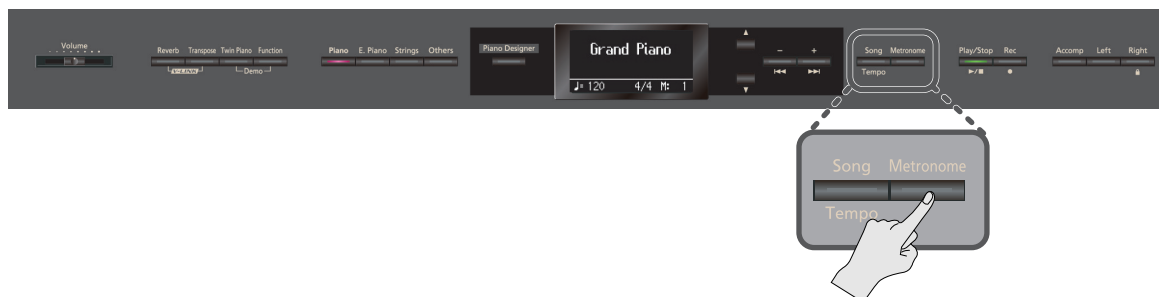 Volume
Reverb Transpose Twin Piano Function
V-LINK
Demo
Piano E. Piano Strings Others
Piano Designer
Grand Piano
♩= 120 4/4 M: 1
- +
Song Metronome
Tempo
Play/Stop Rec
Accomp Left Right
Song Metronome
Tempo